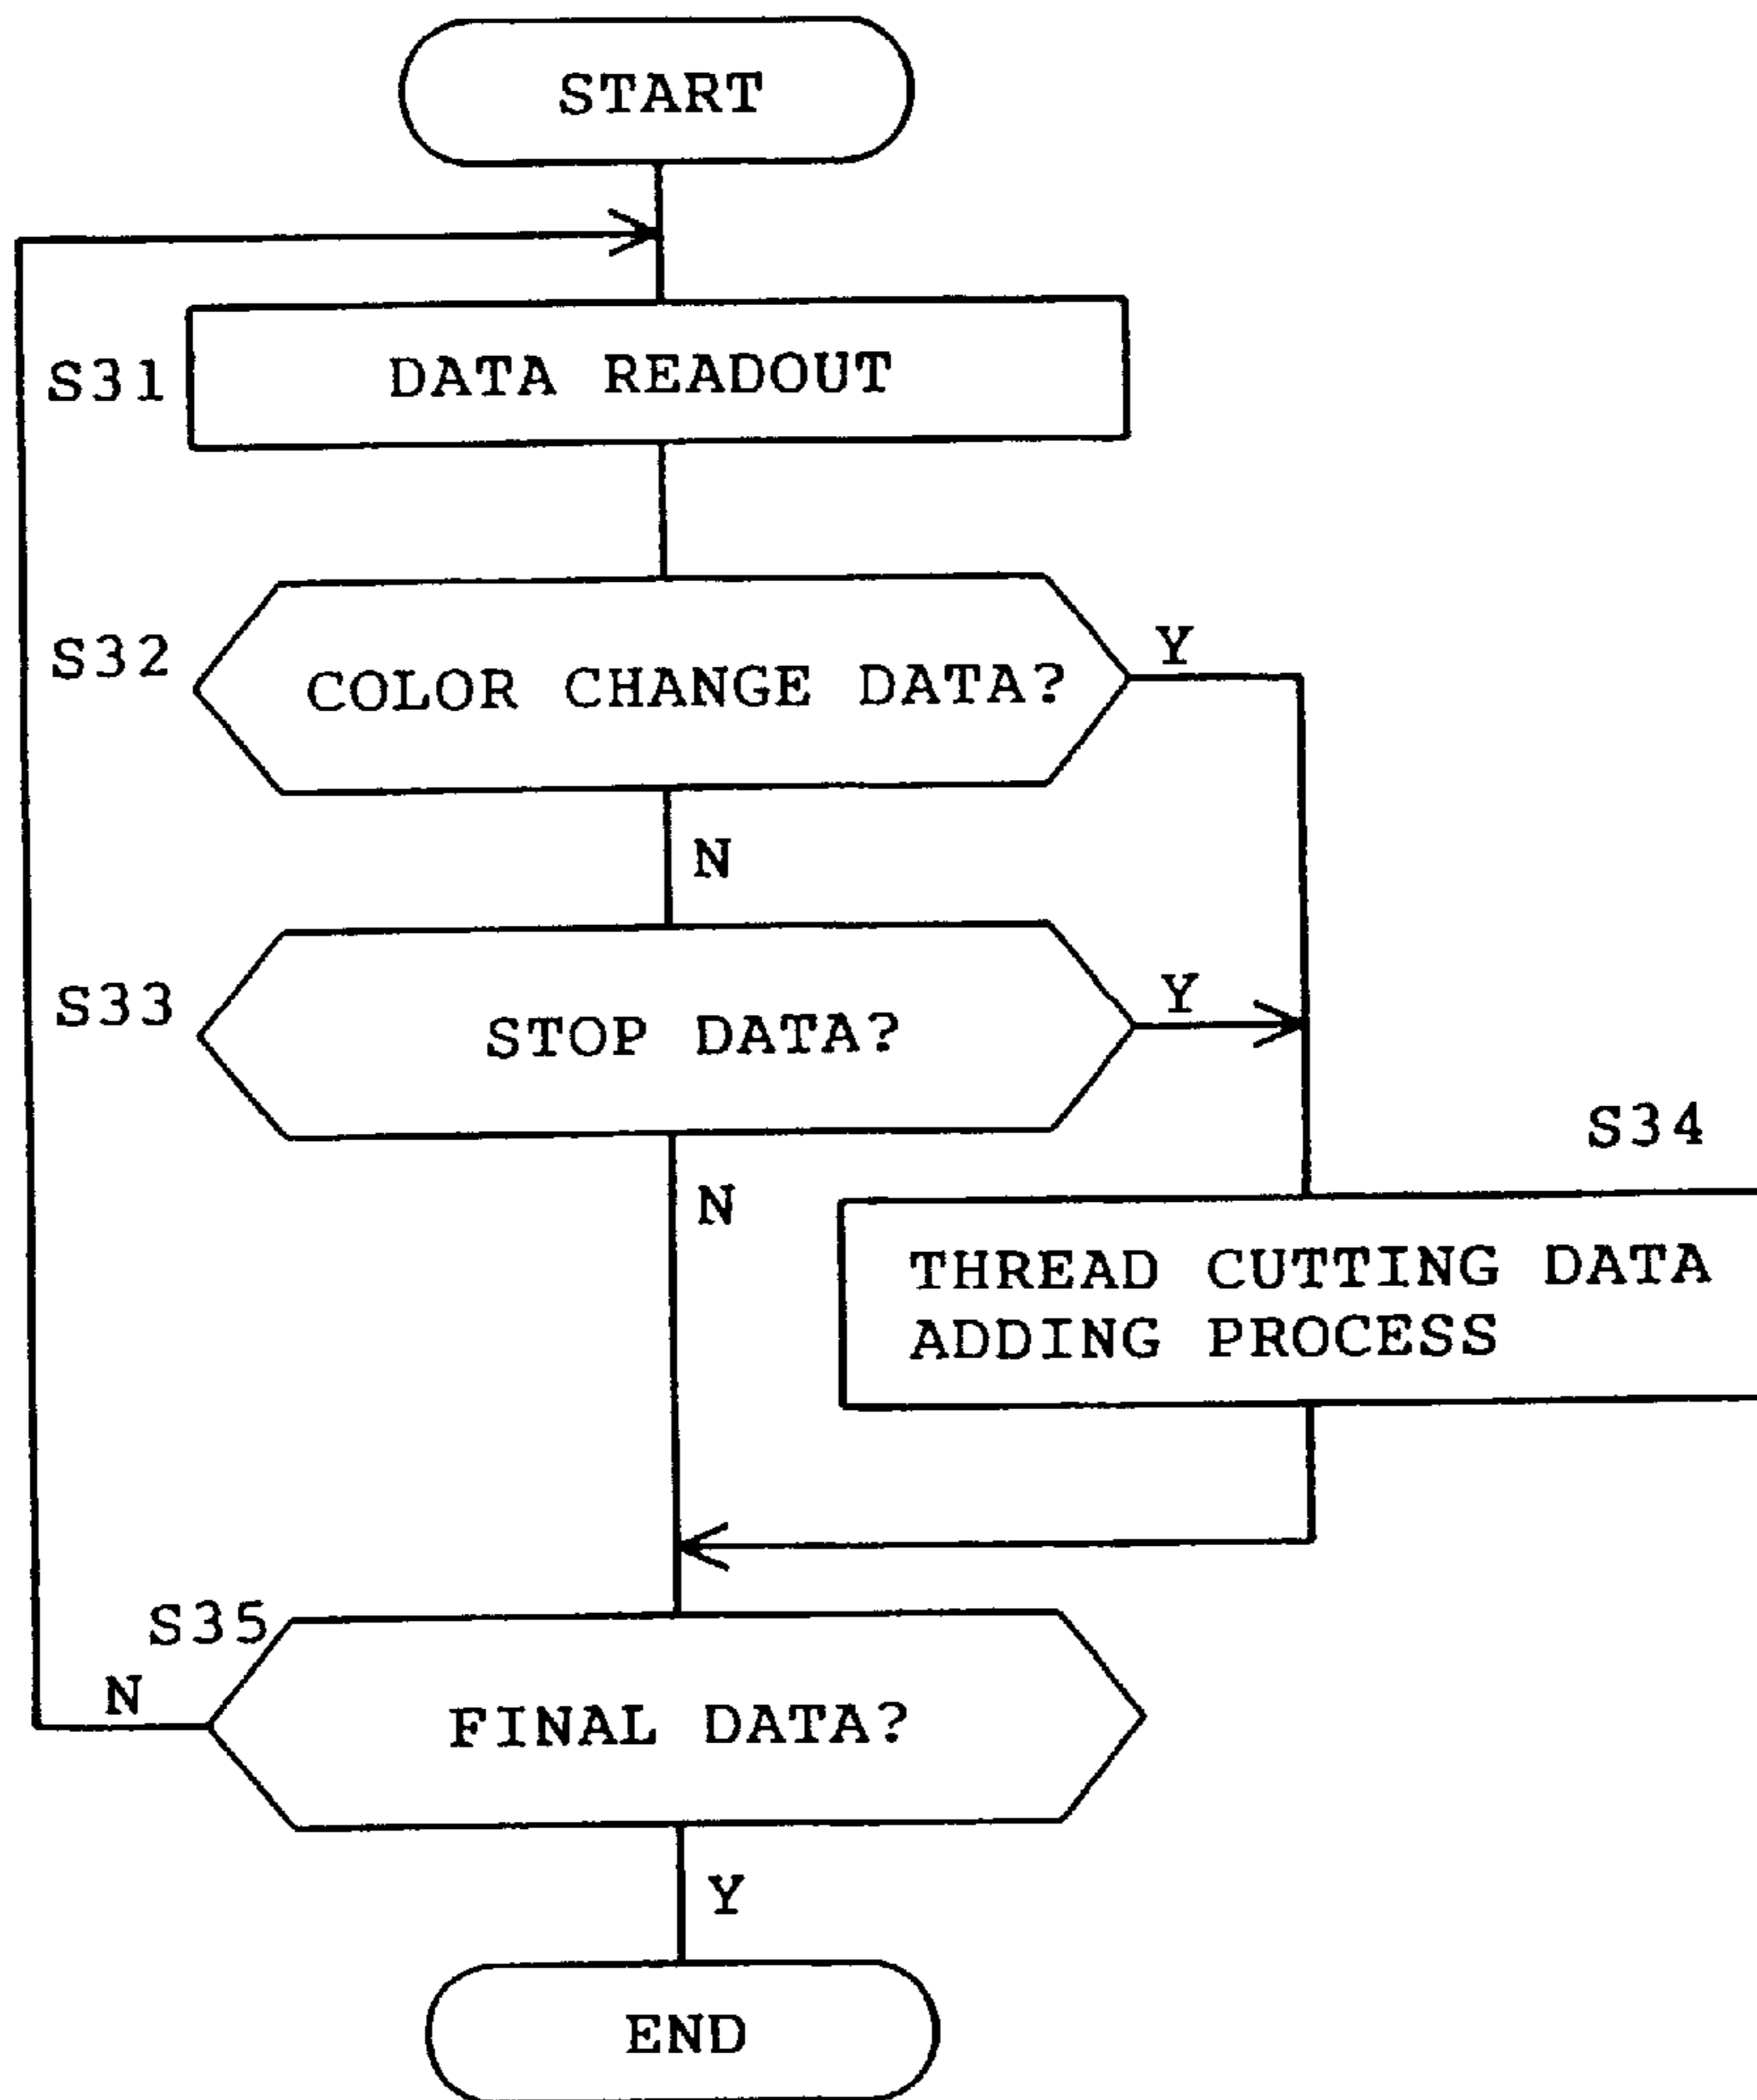 START
S31
DATA READOUT
S32
COLOR CHANGE DATA?
Y
N
S33
STOP DATA?
Y
N
S34
THREAD CUTTING DATA
ADDING PROCESS
S35
N
FINAL DATA?
Y
END